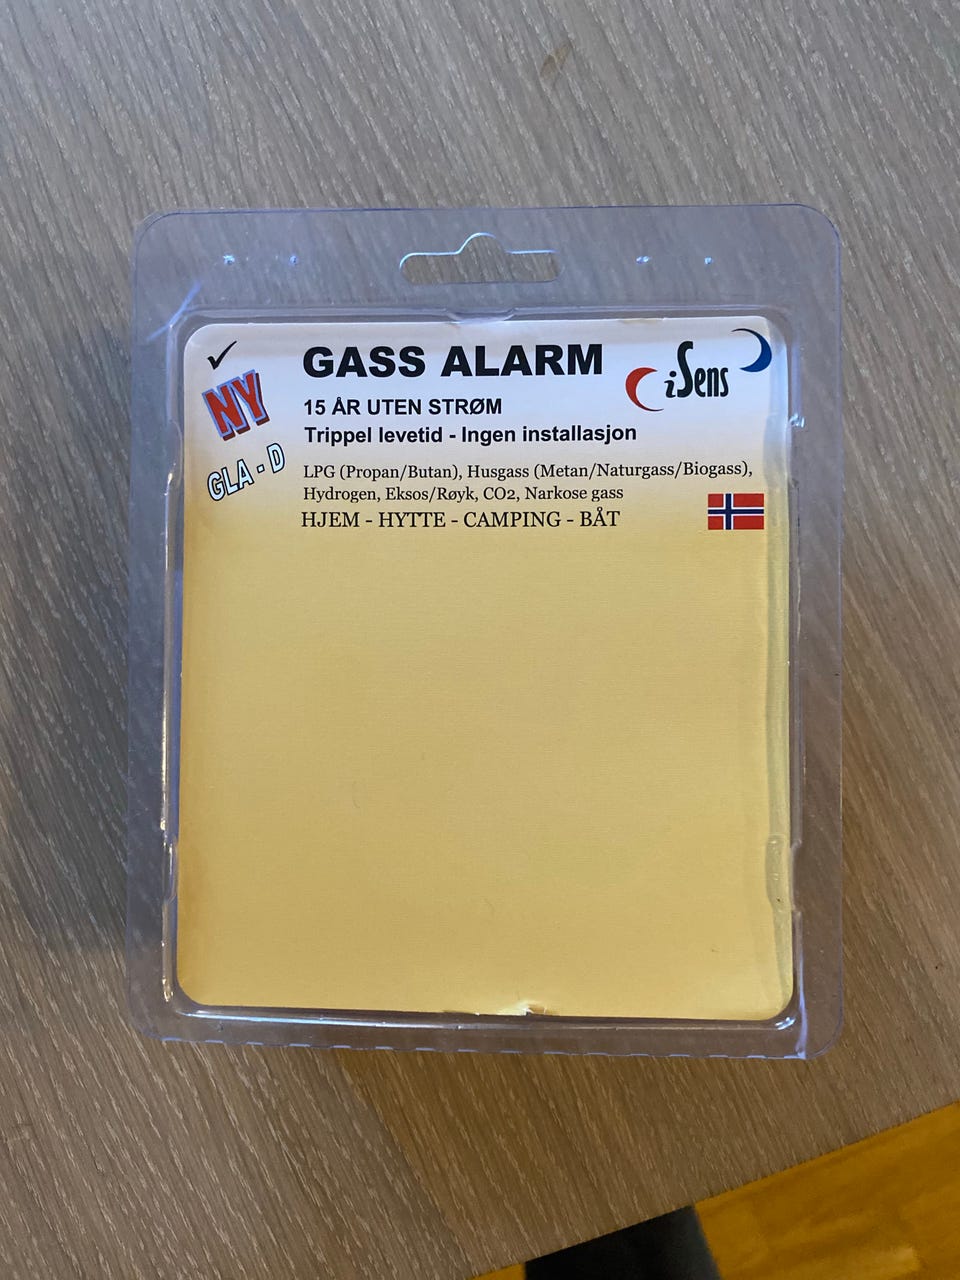 GASS ALARM
iSens
NY
15 ÅR UTEN STRØM
Trippel levetid - Ingen installasjon
GLA - D
LPG (Propan/Butan), Husgass (Metan/Naturgass/Biogass),
Hydrogen, Eksos/Røyk, CO2, Narkose gass
HJEM - HYTTE - CAMPING - BÅT